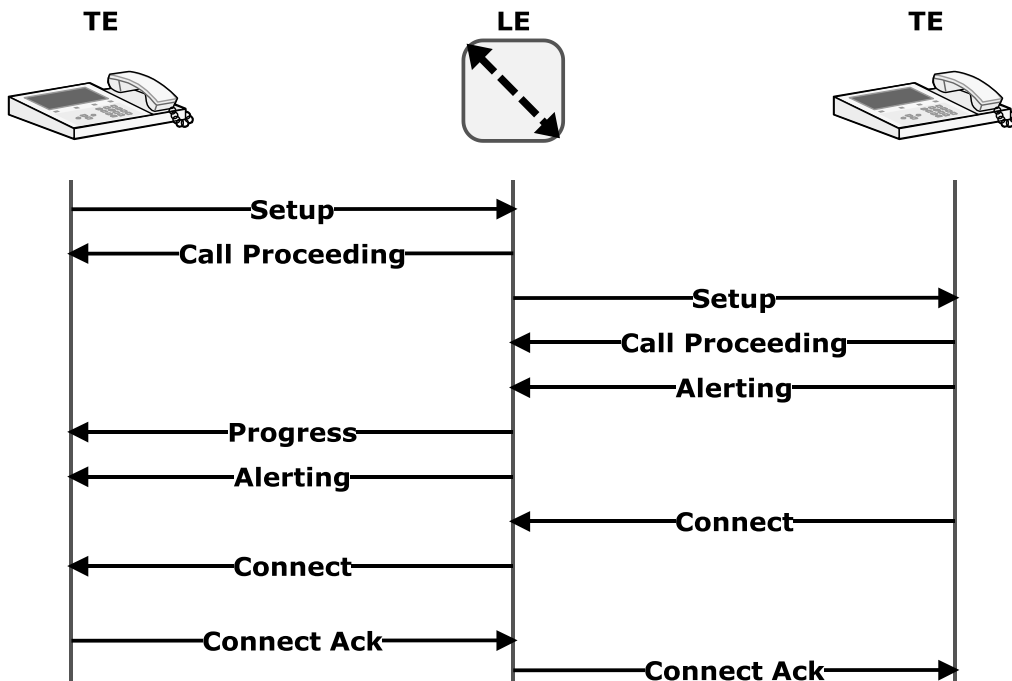 TE
LE
TE
Setup
Call Proceeding
Setup
Call Proceeding
Alerting
Progress
Alerting
Connect
Connect
Connect Ack
Connect Ack